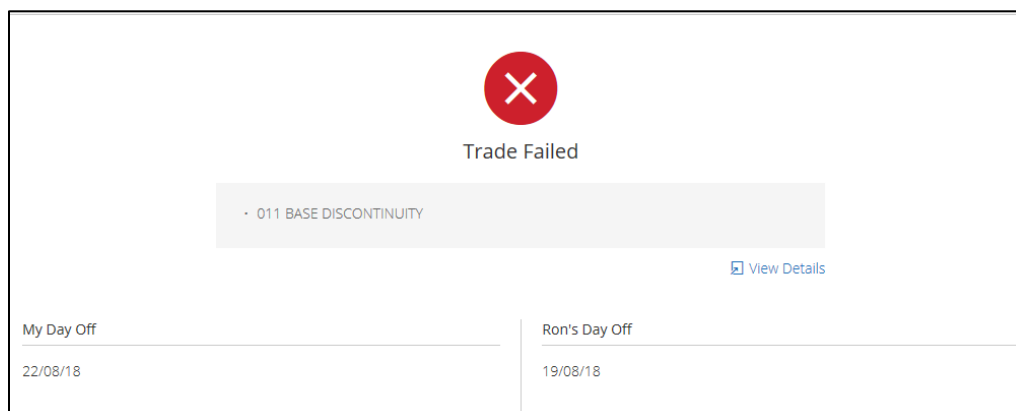 Trade Failed
• 011 BASE DISCONTINUITY
View Details
My Day Off
Ron's Day Off
22/08/18
19/08/18